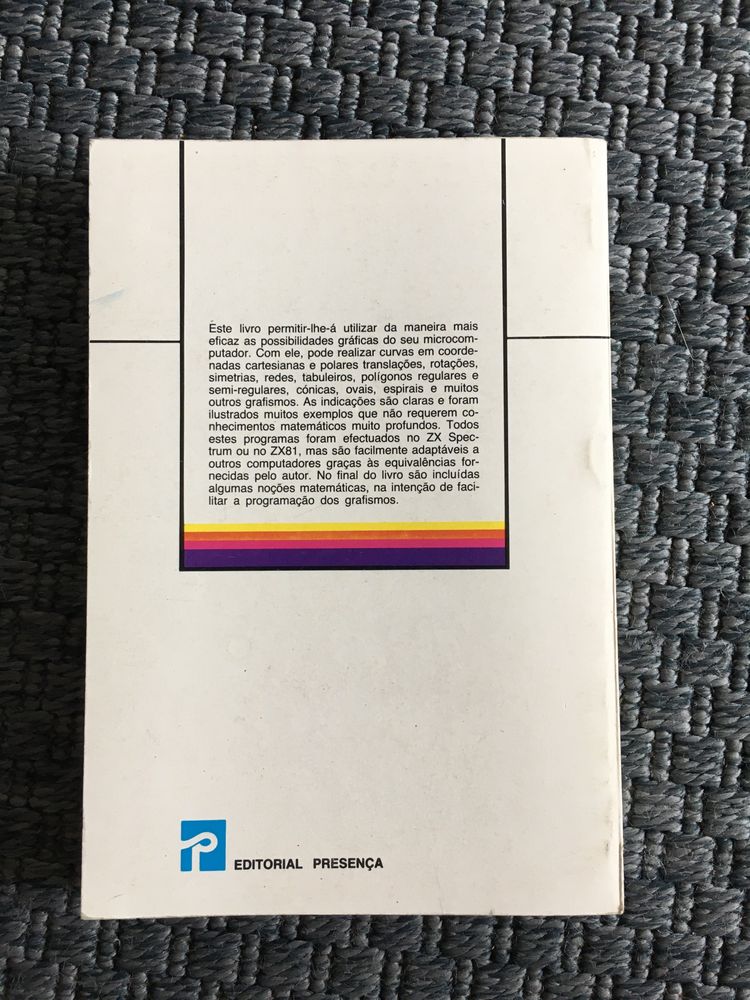 Este livro permitir-lhe-á utilizar da maneira mais
eficaz as possibilidades gráficas do seu microcom-
putador. Com ele, pode realizar curvas em coorde-
nadas cartesianas e polares translações, rotações,
simetrias, redes, tabuleiros, polígonos regulares e
semi-regulares, cónicas, ovais, espirais e muitos
outros grafismos. As indicações são claras e foram
ilustrados muitos exemplos que não requerem co-
nhecimentos matemáticos muito profundos. Todos
estes programas foram efectuados no ZX Spec-
trum ou no ZX81, mas são facilmente adaptáveis a
outros computadores graças às equivalências for-
necidas pelo autor. No final do livro são incluídas
algumas noções matemáticas, na intenção de faci-
litar a programação dos grafismos.
EDITORIAL PRESENÇA